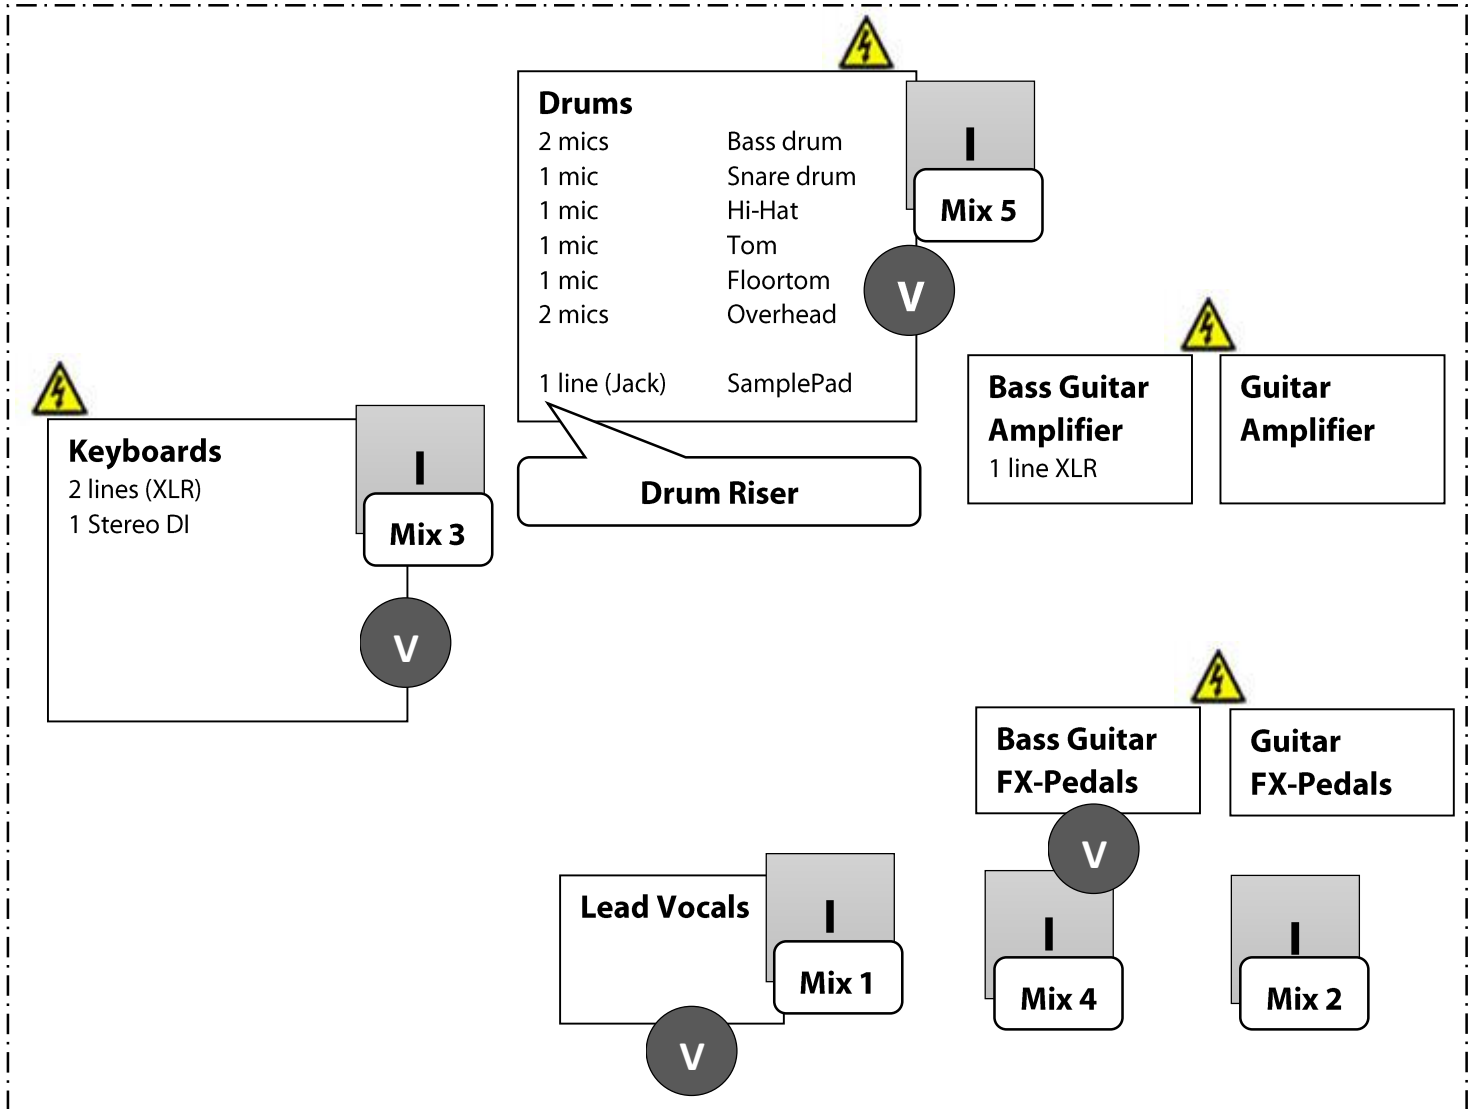 Drums
2 mics Bass drum
1 mic Snare drum
1 mic Hi-Hat
1 mic Tom
1 mic Floortom
2 mics Overhead
1 line (Jack) SamplePad
I
Mix 5
V
Drum Riser
Keyboards
2 lines (XLR)
1 Stereo DI
I
Mix 3
V
Bass Guitar
Amplifier
1 line XLR
Guitar
Amplifier
Bass Guitar
FX-Pedals
V
I
Mix 4
Guitar
FX-Pedals
I
Mix 2
Lead Vocals
I
Mix 1
V